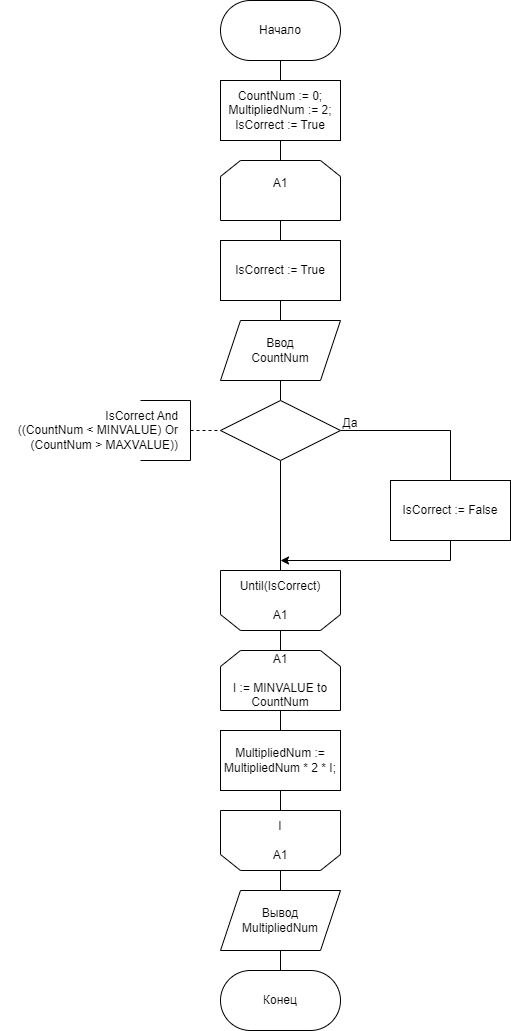 Начало
CountNum := 0;
MultipliedNum := 2;
IsCorrect := True
A1
IsCorrect := True
Ввод
CountNum
IsCorrect And
((CountNum < MINVALUE) Or
(CountNum > MAXVALUE))
Да
IsCorrect := False
Until(IsCorrect)
A1
A1
I := MINVALUE to
CountNum
MultipliedNum :=
MultipliedNum * 2 * I;
I
A1
Вывод
MultipliedNum
Конец